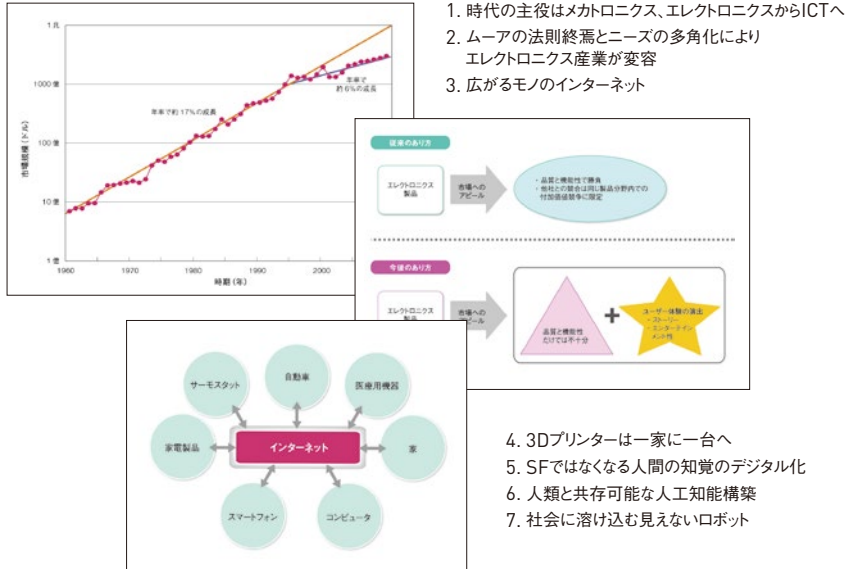 1. 時代の主役はメカトロニクス、エレクトロニクスからICTへ
2. ムーアの法則終焉とニーズの多角化により
エレクトロニクス産業が変容
3. 広がるモノのインターネット
市場規模（ドル）
1兆
1000億
100億
10億
1億
年率で約17%の成長
年率で
約6%の成長
1960
1970
1980
1990
2000
時期（年）
従来のあり方
エレクトロニクス
製品
市場への
アピール
・品質と機能性で勝負
・他社との競合は同じ製品分野内での
付加価値競争に限定
今後のあり方
エレクトロニクス
製品
市場への
アピール
品質と機能性
だけでは不十分
+
ユーザー体験の演出
・ストーリー
・エンターテイン
メント性
サーモスタット
自動車
医療用機器
家電製品
インターネット
家
スマートフォン
コンピュータ
4. 3Dプリンターは一家に一台へ
5. SFではなくなる人間の知覚のデジタル化
6. 人類と共存可能な人工知能構築
7. 社会に溶け込む見えないロボット